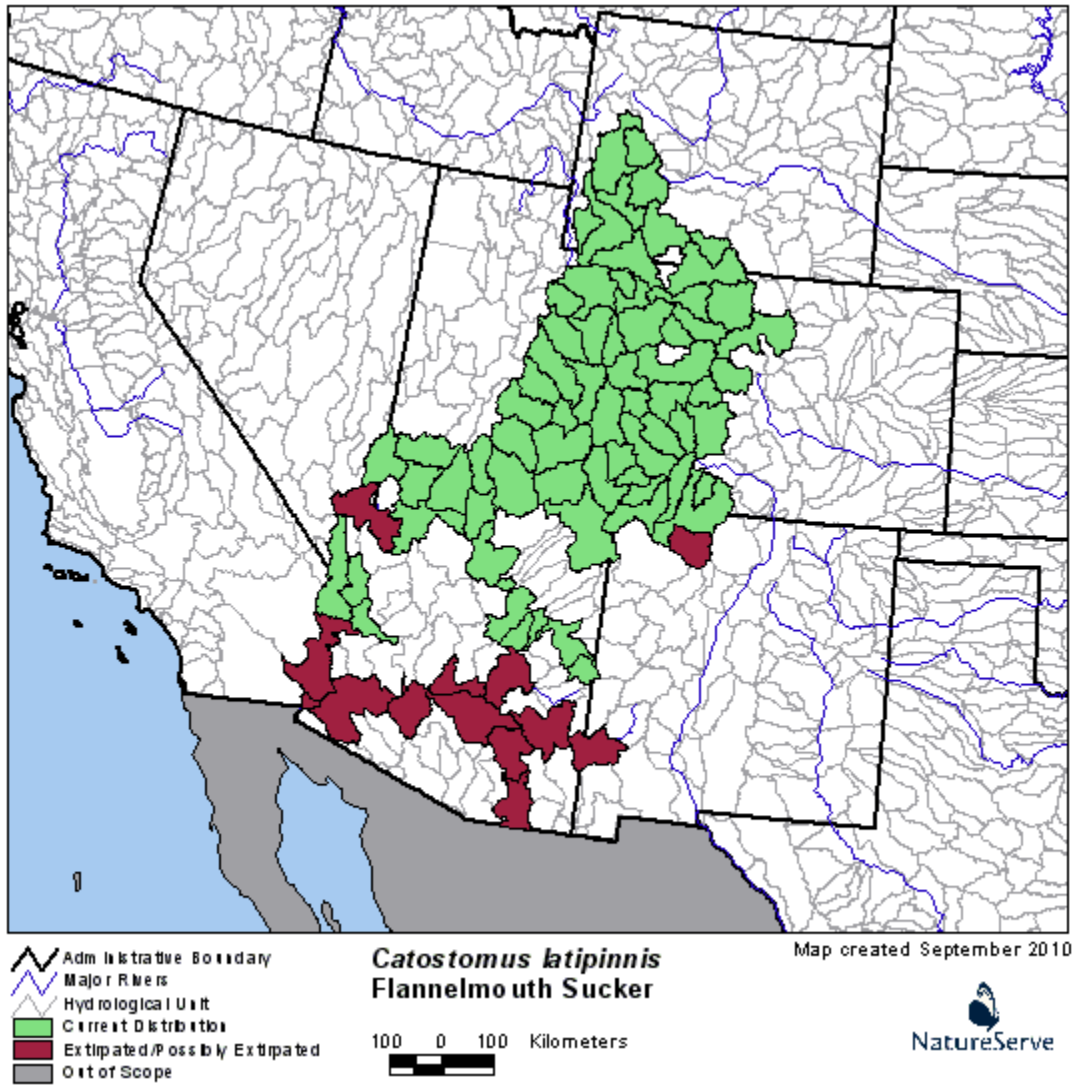 Administrative Boundary
Major Rivers
Hydrological Unit
Current Distribution
Extirpated/Possibly Extirpated
Out of Scope
Catostomus latipinnis
Flannelmouth Sucker
100 0 100 Kilometers
Map created September 2010
NatureServe